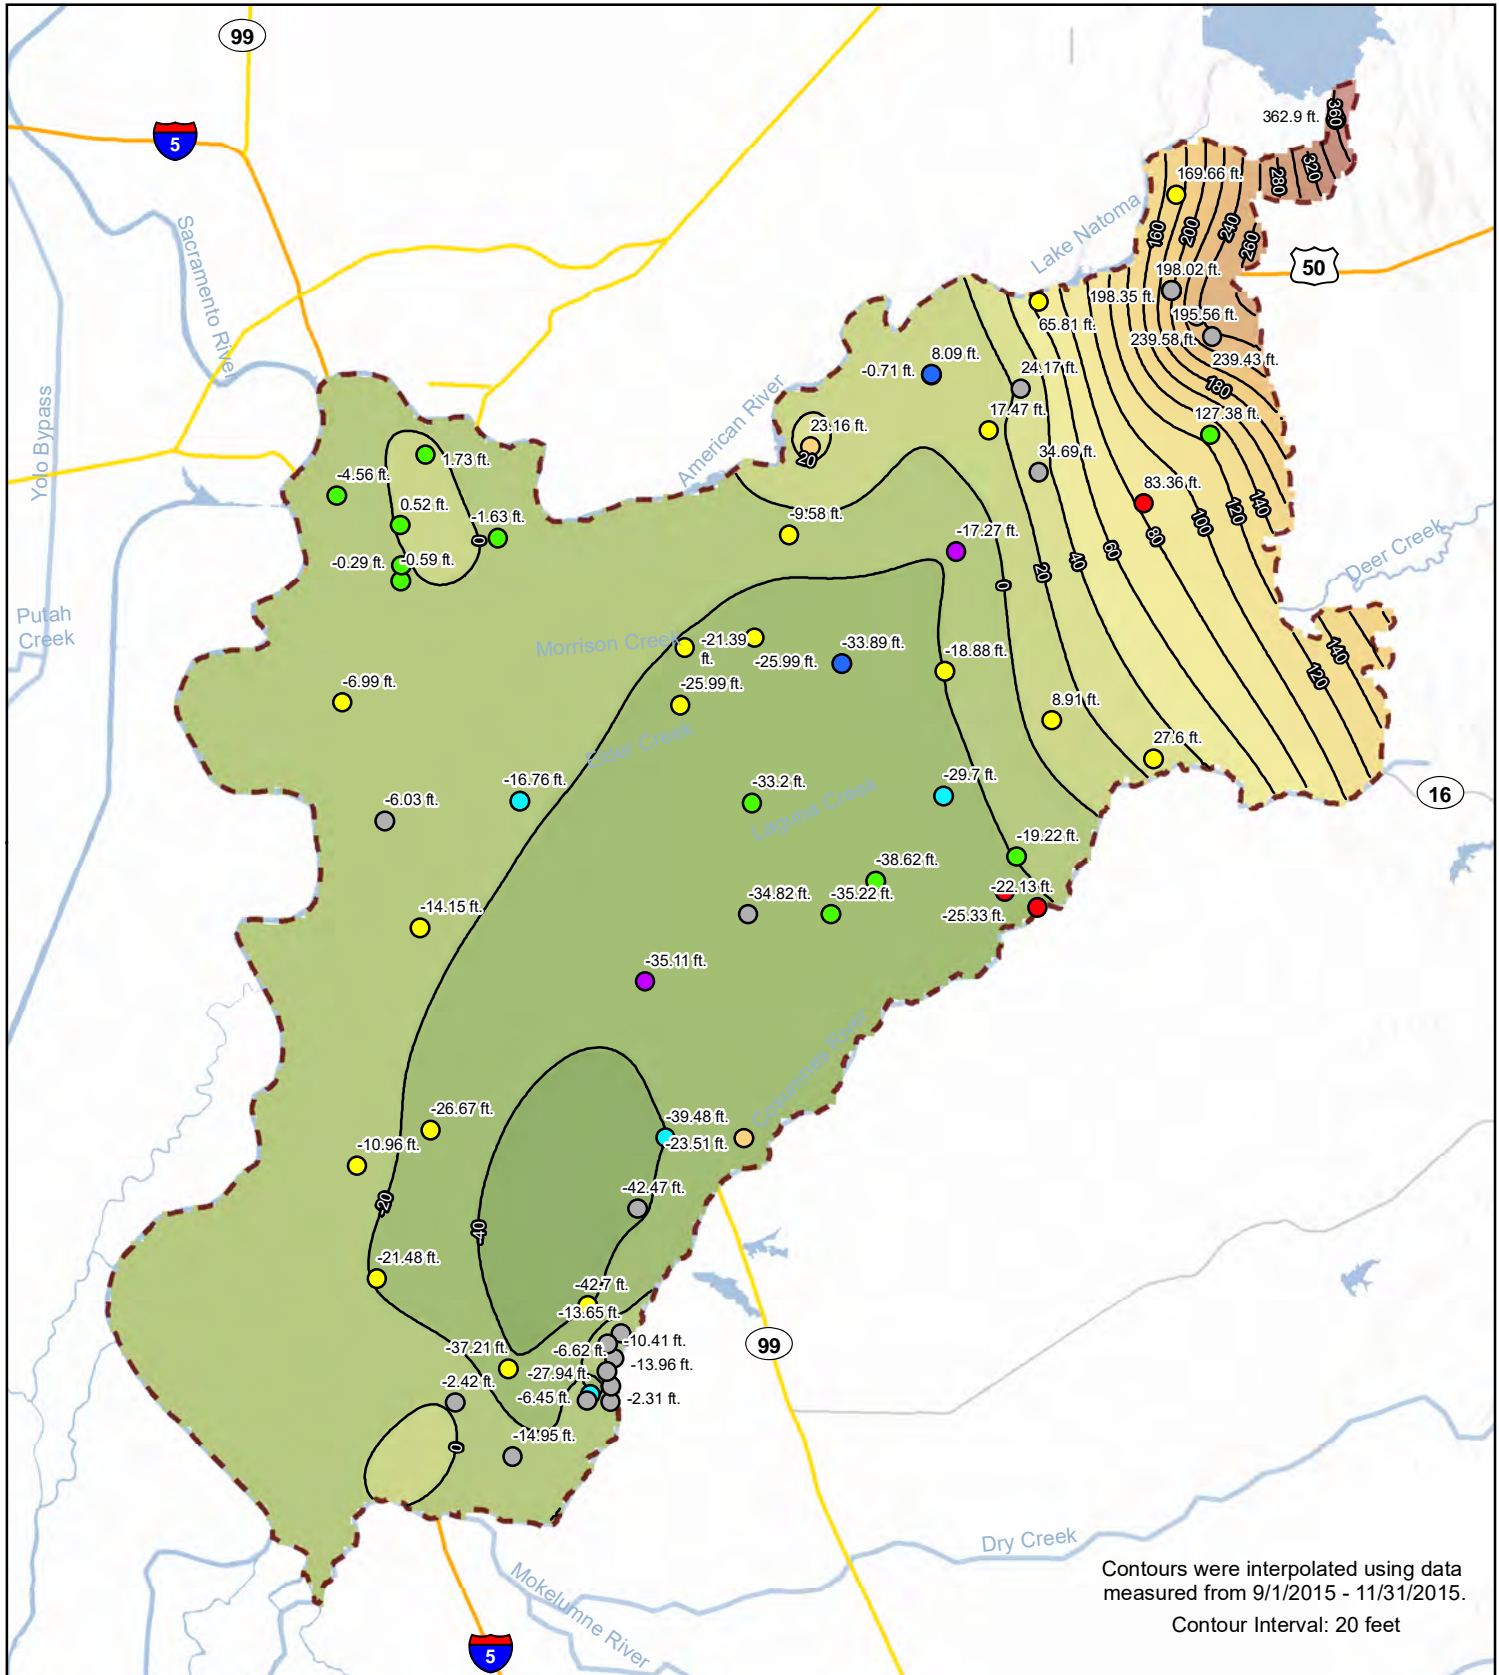 99
5
362.9 ft.
360
320
280
169.66 ft.
160
200
240
260
Lake Natoma
50
Sacramento River
198.02 ft.
198.35 ft.
195.56 ft.
65.81 ft.
239.58 ft.
239.43 ft.
8.09 ft.
-0.71 ft.
24.17 ft.
180
17.47 ft.
127.38 ft.
American River
23.16 ft.
20
Yolo Bypass
1.73 ft.
-4.56 ft.
34.69 ft.
83.36 ft.
0.52 ft.
-1.63 ft.
0
-9.58 ft.
-17.27 ft.
140
120
100
80
60
40
20
0
-0.29 ft.
-0.59 ft.
Deer Creek
Putah
Creek
Morrison Creek
-21.39
ft.
-25.99 ft.
-33.89 ft.
-18.88 ft.
140
120
-6.99 ft.
-25.99 ft.
8.91 ft.
Elder Creek
27.6 ft.
-16.76 ft.
-33.2 ft.
-29.7 ft.
16
-6.03 ft.
Laguna Creek
-19.22 ft.
-38.62 ft.
-34.82 ft.
-35.22 ft.
-22.13 ft.
-25.33 ft.
-14.15 ft.
-35.11 ft.
Cosumnes River
-26.67 ft.
-39.48 ft.
-23.51 ft.
-10.96 ft.
-42.47 ft.
-20
-40
-21.48 ft.
-42.7 ft.
-13.65 ft.
-10.41 ft.
-37.21 ft.
-6.62 ft.
-13.96 ft.
-27.94 ft.
-2.42 ft.
-6.45 ft.
-2.31 ft.
99
-14.95 ft.
0
Dry Creek
Mokelumne River
5
Contours were interpolated using data
measured from 9/1/2015 - 11/31/2015.
Contour Interval: 20 feet